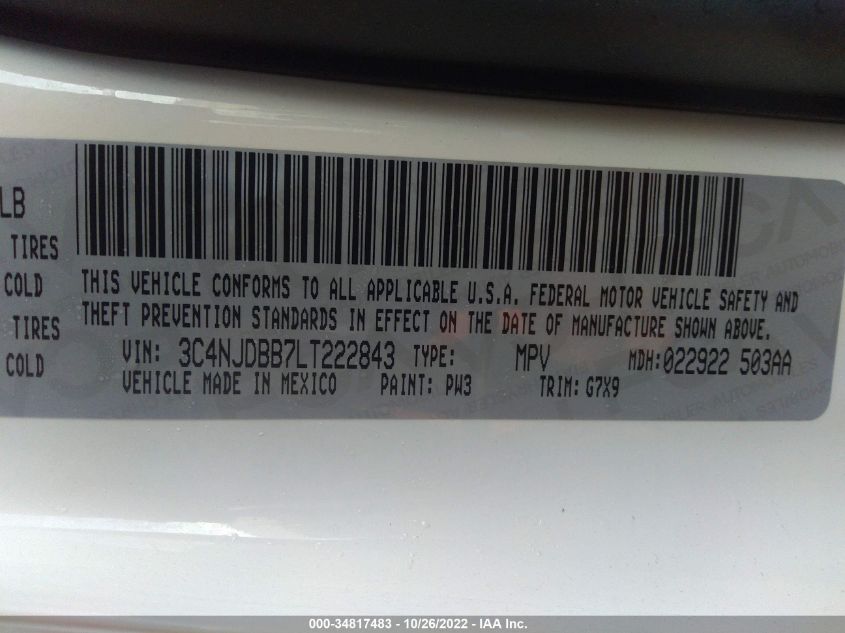 LB
TIRES
COLD
TIRES
COLD
THIS VEHICLE CONFORMS TO ALL APPLICABLE U.S.A. FEDERAL MOTOR VEHICLE SAFETY AND
THEFT PREVENTION STANDARDS IN EFFECT ON THE DATE OF MANUFACTURE SHOWN ABOVE.
VIN: 3C4NJDBB7LT222843 TYPE: MPV MDH:022922 503AA
VEHICLE MADE IN MEXICO PAINT: PW3 TRIM: G7X9
000-34817483 - 10/26/2022 - IAA Inc.